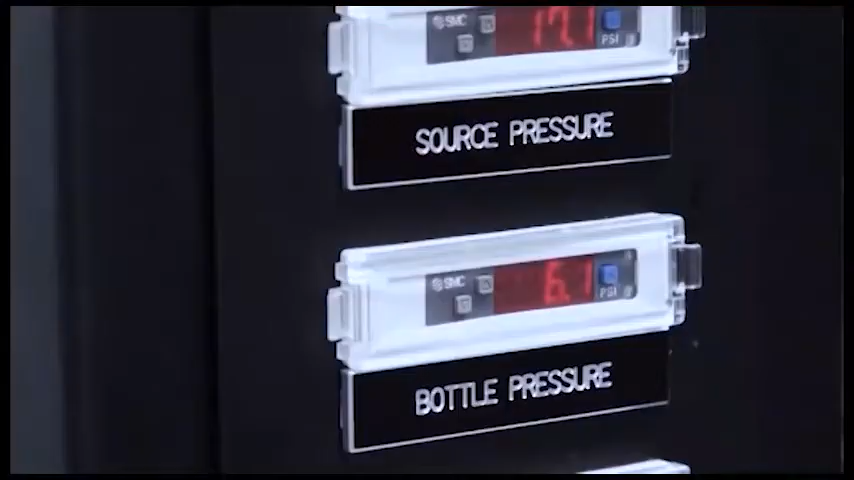 SMC 17.1 PSI
SOURCE PRESSURE
SMC 6.1 PSI
BOTTLE PRESSURE